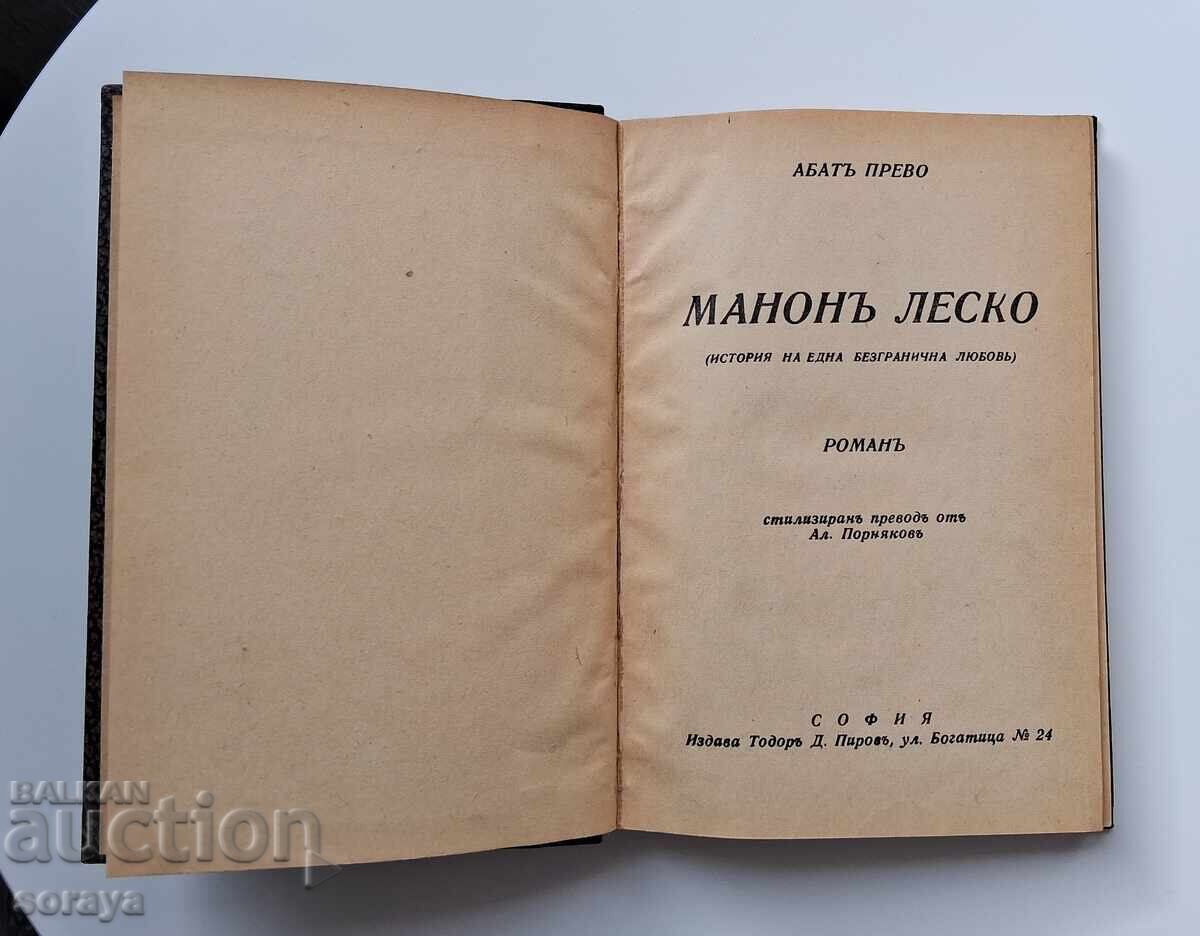 АБАТЪ ПРЕВО
МАНОНЪ ЛЕСКО
(ИСТОРИЯ НА ЕДНА БЕЗГРАНИЧНА ЛЮБОВЬ)
РОМАНЪ
стилизиранъ преводъ отъ
Ал. Порняковъ
СОФИЯ
Издава Тодоръ Д. Пировъ, ул. Богатица № 24
BALKAN
auction
soraya